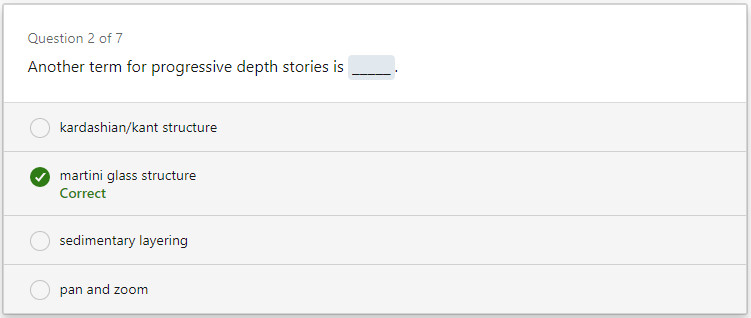 Question 2 of 7
Another term for progressive depth stories is _____.
kardashian/kant structure
martini glass structure
Correct
sedimentary layering
pan and zoom